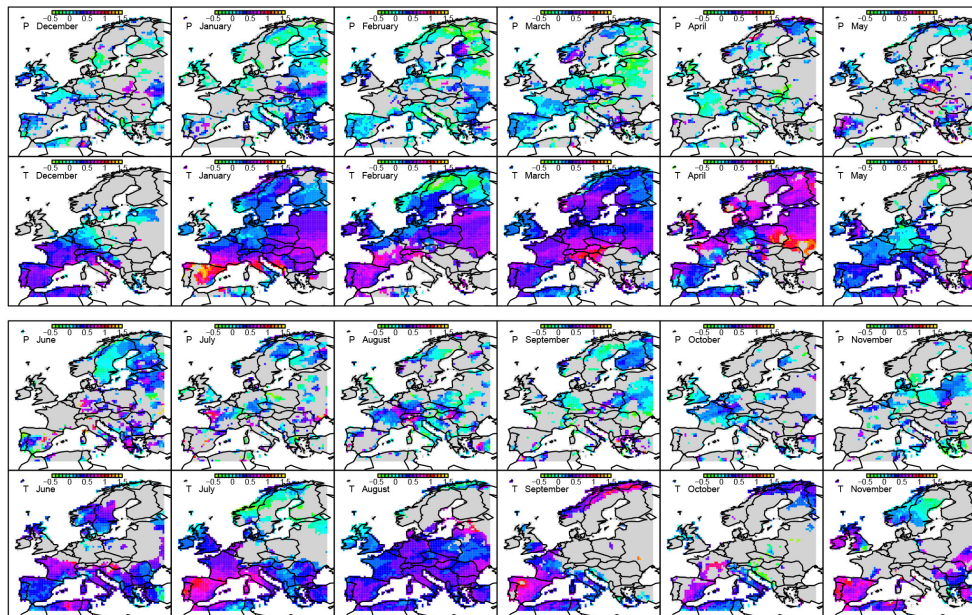 P December
-0.5 0 0.5 1 1.5
P January
-0.5 0 0.5 1 1.5
P February
-0.5 0 0.5 1 1.5
P March
-0.5 0 0.5 1 1.5
P April
-0.5 0 0.5 1 1.5
P May
-0.5 0 0.5 1 1.5
T December
-0.5 0 0.5 1 1.5
T January
-0.5 0 0.5 1 1.5
T February
-0.5 0 0.5 1 1.5
T March
-0.5 0 0.5 1 1.5
T April
-0.5 0 0.5 1 1.5
T May
-0.5 0 0.5 1 1.5
P June
-0.5 0 0.5 1 1.5
P July
-0.5 0 0.5 1 1.5
P August
-0.5 0 0.5 1 1.5
P September
-0.5 0 0.5 1 1.5
P October
-0.5 0 0.5 1 1.5
P November
-0.5 0 0.5 1 1.5
T June
-0.5 0 0.5 1 1.5
T July
-0.5 0 0.5 1 1.5
T August
-0.5 0 0.5 1 1.5
T September
-0.5 0 0.5 1 1.5
T October
-0.5 0 0.5 1 1.5
T November
-0.5 0 0.5 1 1.5